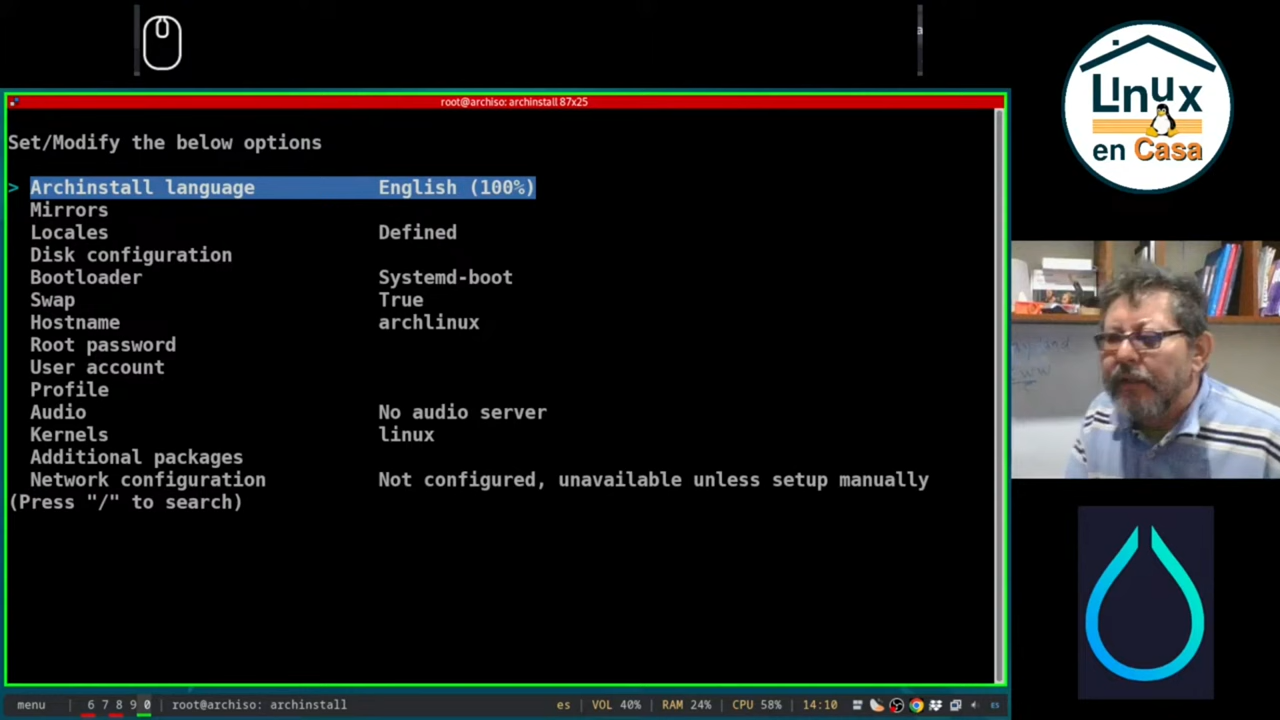 root@archiso: archinstall 87x25
Set/Modify the below options
> Archinstall language English (100%)
Mirrors
Locales Defined
Disk configuration
Bootloader Systemd-boot
Swap True
Hostname archlinux
Root password
User account
Profile
Audio No audio server
Kernels linux
Additional packages
Network configuration Not configured, unavailable unless setup manually
(Press "/" to search)
menu 6 7 8 9 0 root@archiso: archinstall es VOL 40% RAM 24% CPU 58% 14:10 ES
Linux
en Casa